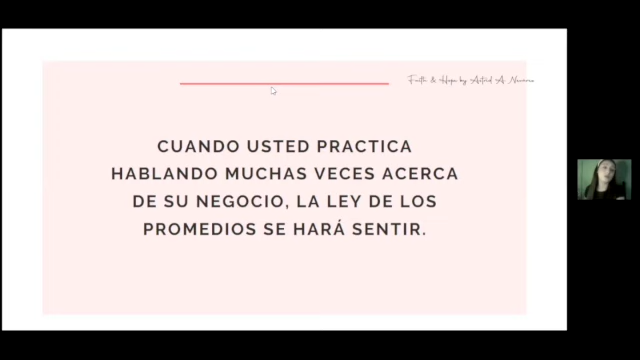 Faith & Hope by Astrid A. Navarro
CUANDO USTED PRACTICA
HABLANDO MUCHAS VECES ACERCA
DE SU NEGOCIO, LA LEY DE LOS
PROMEDIOS SE HARÁ SENTIR.